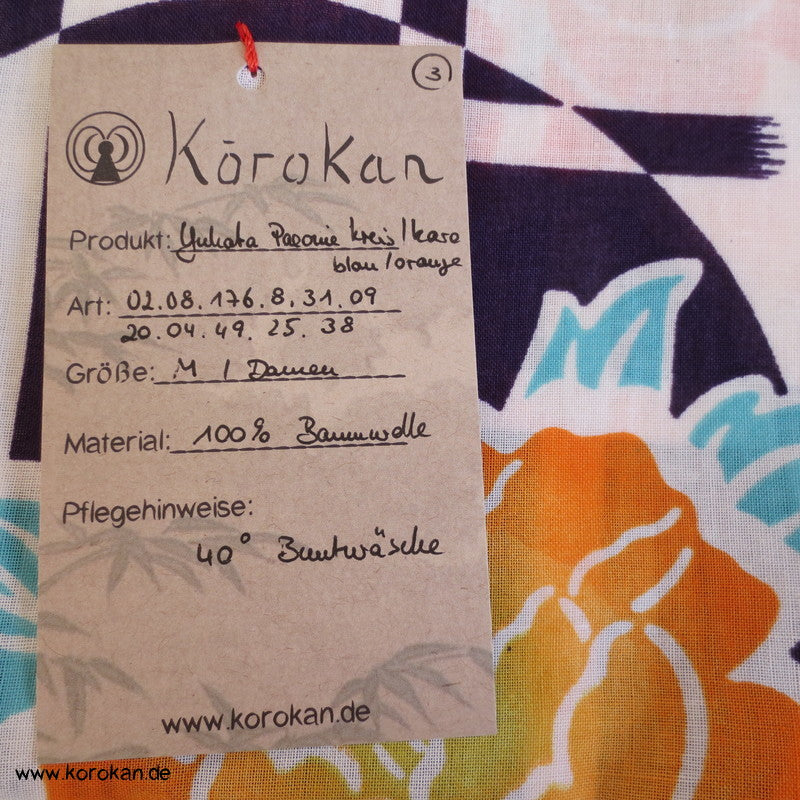 3
Kōrokan
Produkt: Yukata Paeonie kreis/karo
blau/orange
Art: 02.08.176.8.31.09
20.04.49.25.38
Größe: M / Damen
Material: 100% Baumwolle
Pflegehinweise:
40° Buntwäsche
www.korokan.de
www.korokan.de